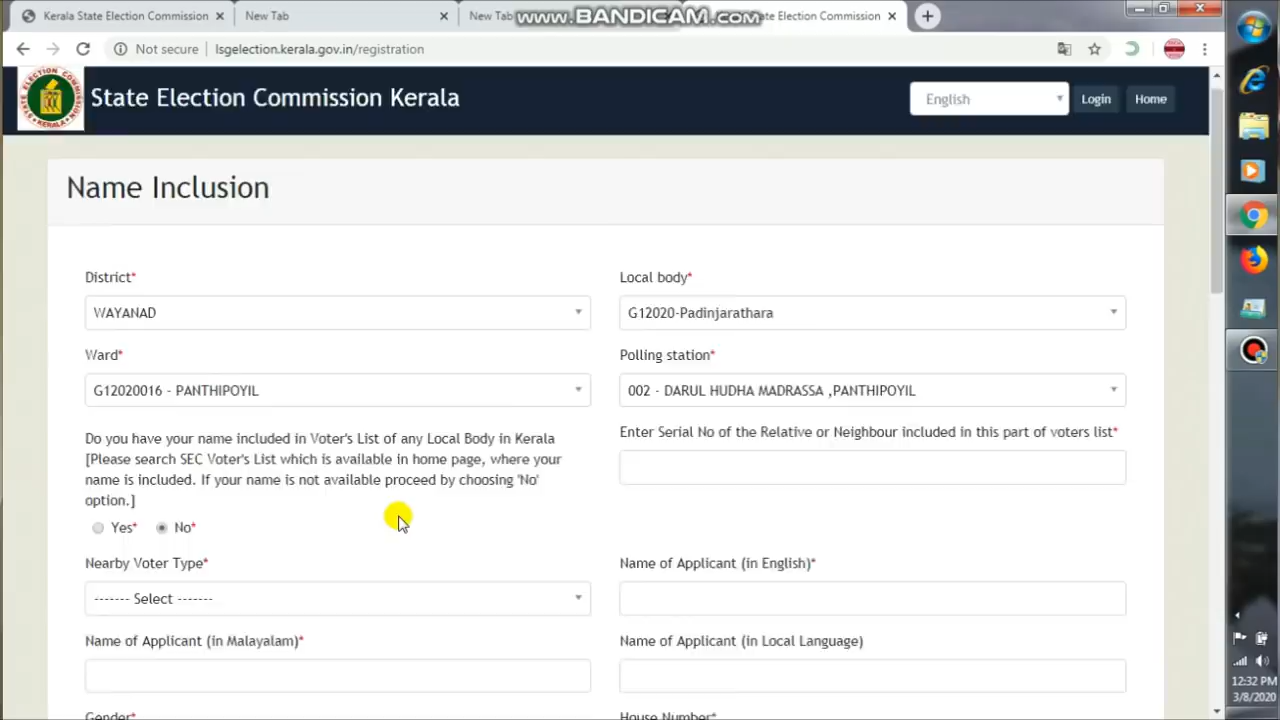 Kerala State Election Commission
New Tab
New Tab
www.BANDICAM.com
State Election Commission
Not secure
lsgelection.kerala.gov.in/registration
STATE ELECTION COMMISSION
KERALA
State Election Commission Kerala
English
Login
Home
Name Inclusion
District*
Local body*
WAYANAD
G12020-Padinjarathara
Ward*
Polling station*
G12020016 - PANTHIPOYIL
002 - DARUL HUDHA MADRASSA ,PANTHIPOYIL
Do you have your name included in Voter's List of any Local Body in Kerala
[Please search SEC Voter's List which is available in home page, where your
name is included. If your name is not available proceed by choosing 'No'
option.]
Enter Serial No of the Relative or Neighbour included in this part of voters list*
Yes*
No*
Nearby Voter Type*
Name of Applicant (in English)*
------- Select -------
Name of Applicant (in Malayalam)*
Name of Applicant (in Local Language)
Gender*
House Number*
12:32 PM
3/8/2020